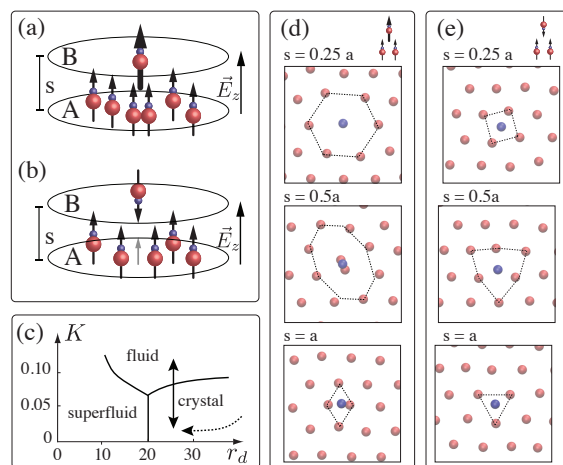 (a)
B
s
A
E⃗z
(b)
B
s
A
E⃗z
(c)
K
fluid
0.10
crystal
0.05
superfluid
0
10
20
30
r_d
(d)
s = 0.25 a
s = 0.5a
s = a
(e)
s = 0.25 a
s = 0.5a
s = a